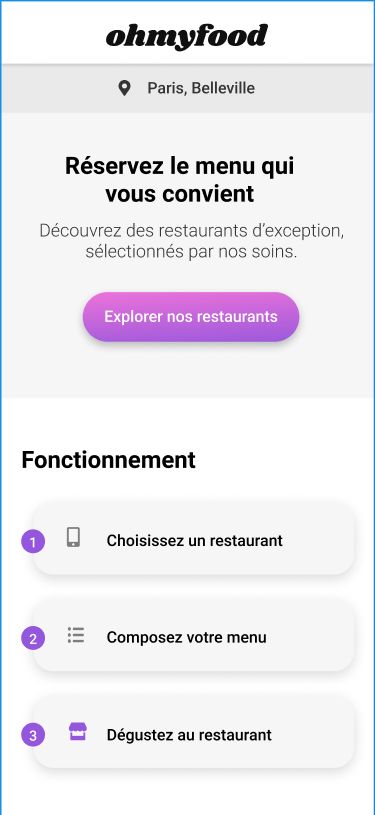 ohmyfood
Paris, Belleville
Réservez le menu qui
vous convient
Découvrez des restaurants d’exception,
sélectionnés par nos soins.
Explorer nos restaurants
Fonctionnement
1 Choisissez un restaurant
2 Composez votre menu
3 Dégustez au restaurant